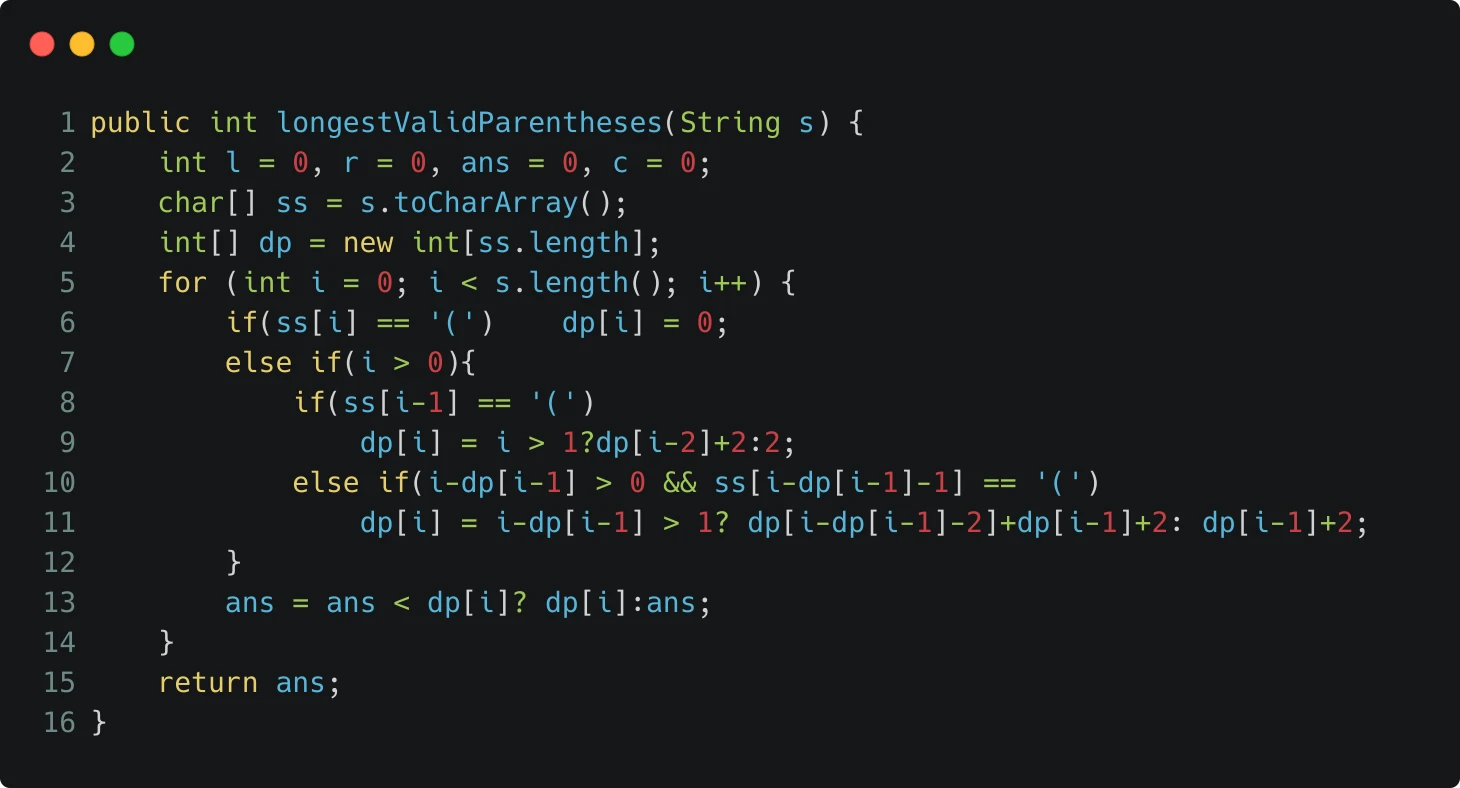 1 public int longestValidParentheses(String s) {
2     int l = 0, r = 0, ans = 0, c = 0;
3     char[] ss = s.toCharArray();
4     int[] dp = new int[ss.length];
5     for (int i = 0; i < s.length(); i++) {
6         if(ss[i] == '(')    dp[i] = 0;
7         else if(i > 0){
8             if(ss[i-1] == '(')
9                 dp[i] = i > 1?dp[i-2]+2:2;
10             else if(i-dp[i-1] > 0 && ss[i-dp[i-1]-1] == '(')
11                 dp[i] = i-dp[i-1] > 1? dp[i-dp[i-1]-2]+dp[i-1]+2: dp[i-1]+2;
12         }
13         ans = ans < dp[i]? dp[i]:ans;
14     }
15     return ans;
16 }